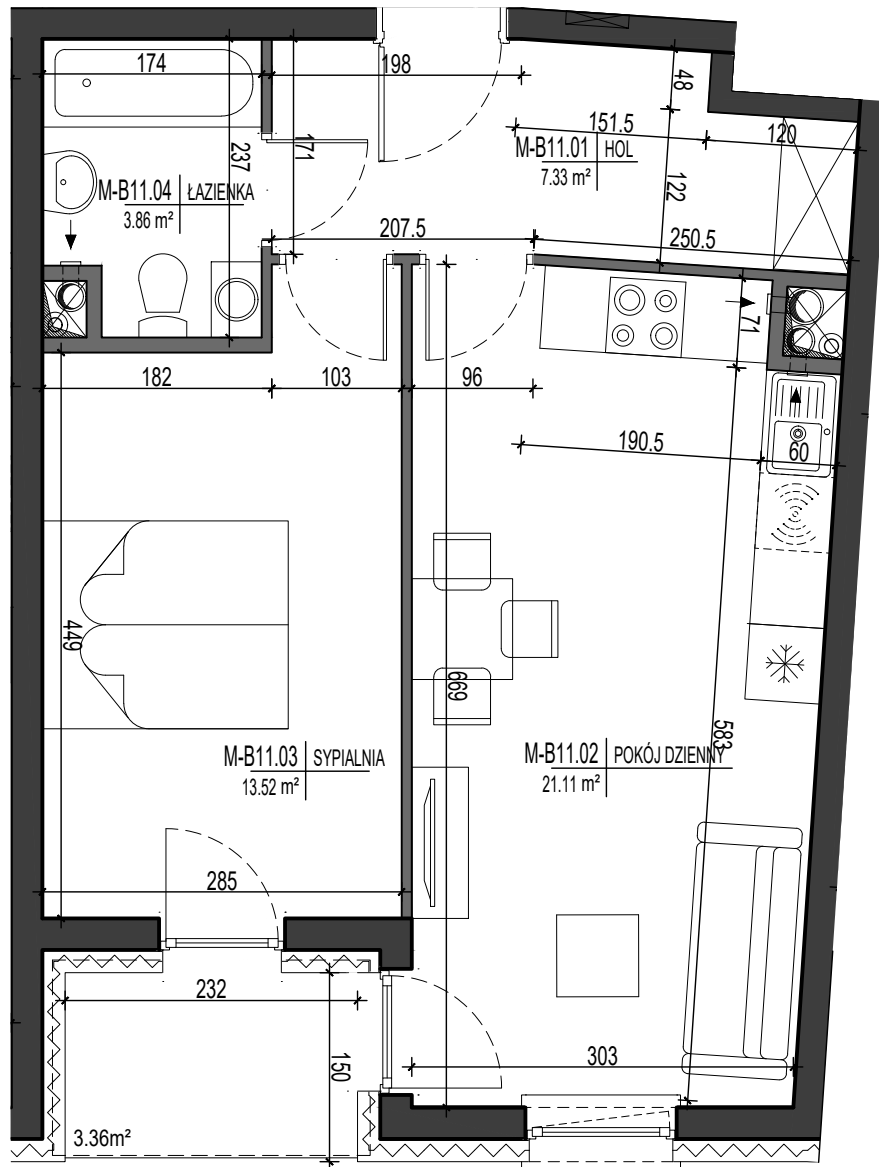 174
198
48
151.5
120
171
237
M-B11.01 HOL
7.33 m²
M-B11.04 ŁAZIENKA
3.86 m²
122
207.5
250.5
71
182
103
96
190.5
60
449
669
583
M-B11.03 SYPIALNIA
13.52 m²
M-B11.02 POKÓJ DZIENNY
21.11 m²
285
232
150
303
3.36m²